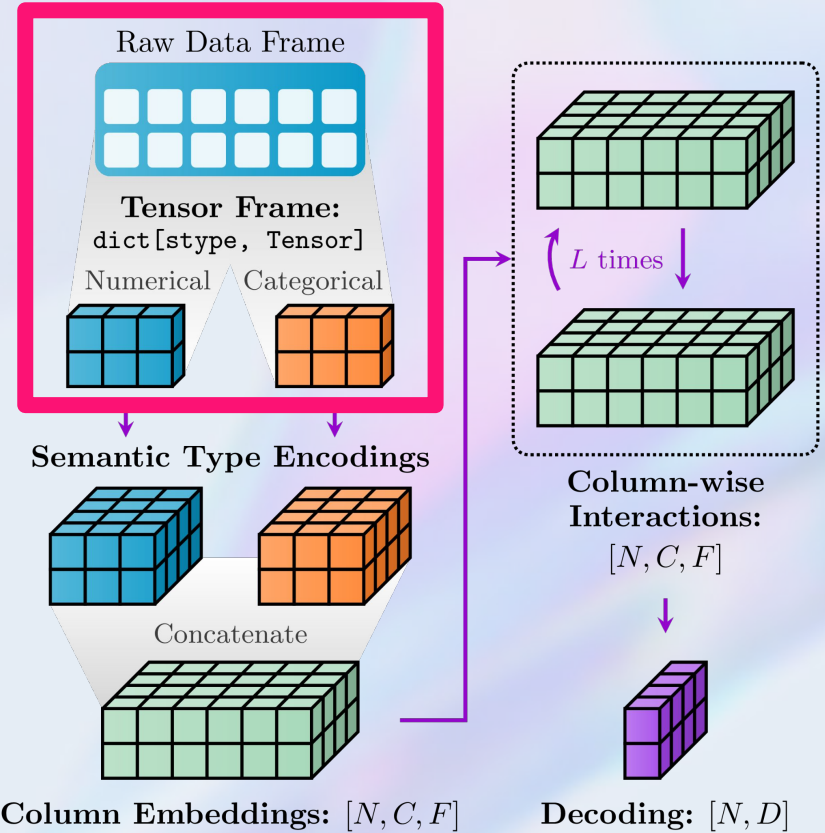 Raw Data Frame
Tensor Frame:
dict[stype, Tensor]
Numerical
Categorical
Semantic Type Encodings
Concatenate
Column Embeddings: [N, C, F]
L times
Column-wise
Interactions:
[N, C, F]
Decoding: [N, D]